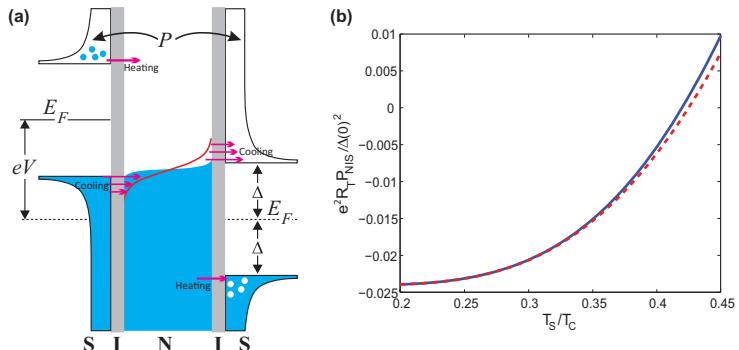 (a)
P
Heating
E_F
eV
Cooling
Cooling
Δ
E_F
Δ
Heating
S I N I S
(b)
e²R_TP_NIS/Δ(0)²
0.01
0.005
0
−0.005
−0.01
−0.015
−0.02
−0.025
0.2 0.25 0.3 0.35 0.4 0.45
T_S/T_C